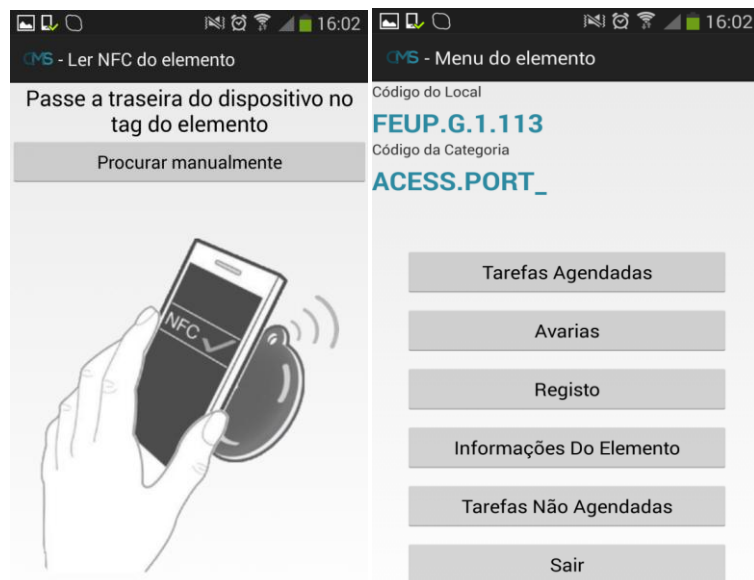 16:02
CMS - Ler NFC do elemento
Passe a traseira do dispositivo no
tag do elemento
Procurar manualmente
NFC
16:02
CMS - Menu do elemento
Código do Local
FEUP.G.1.113
Código da Categoria
ACESS.PORT_
Tarefas Agendadas
Avarias
Registo
Informações Do Elemento
Tarefas Não Agendadas
Sair